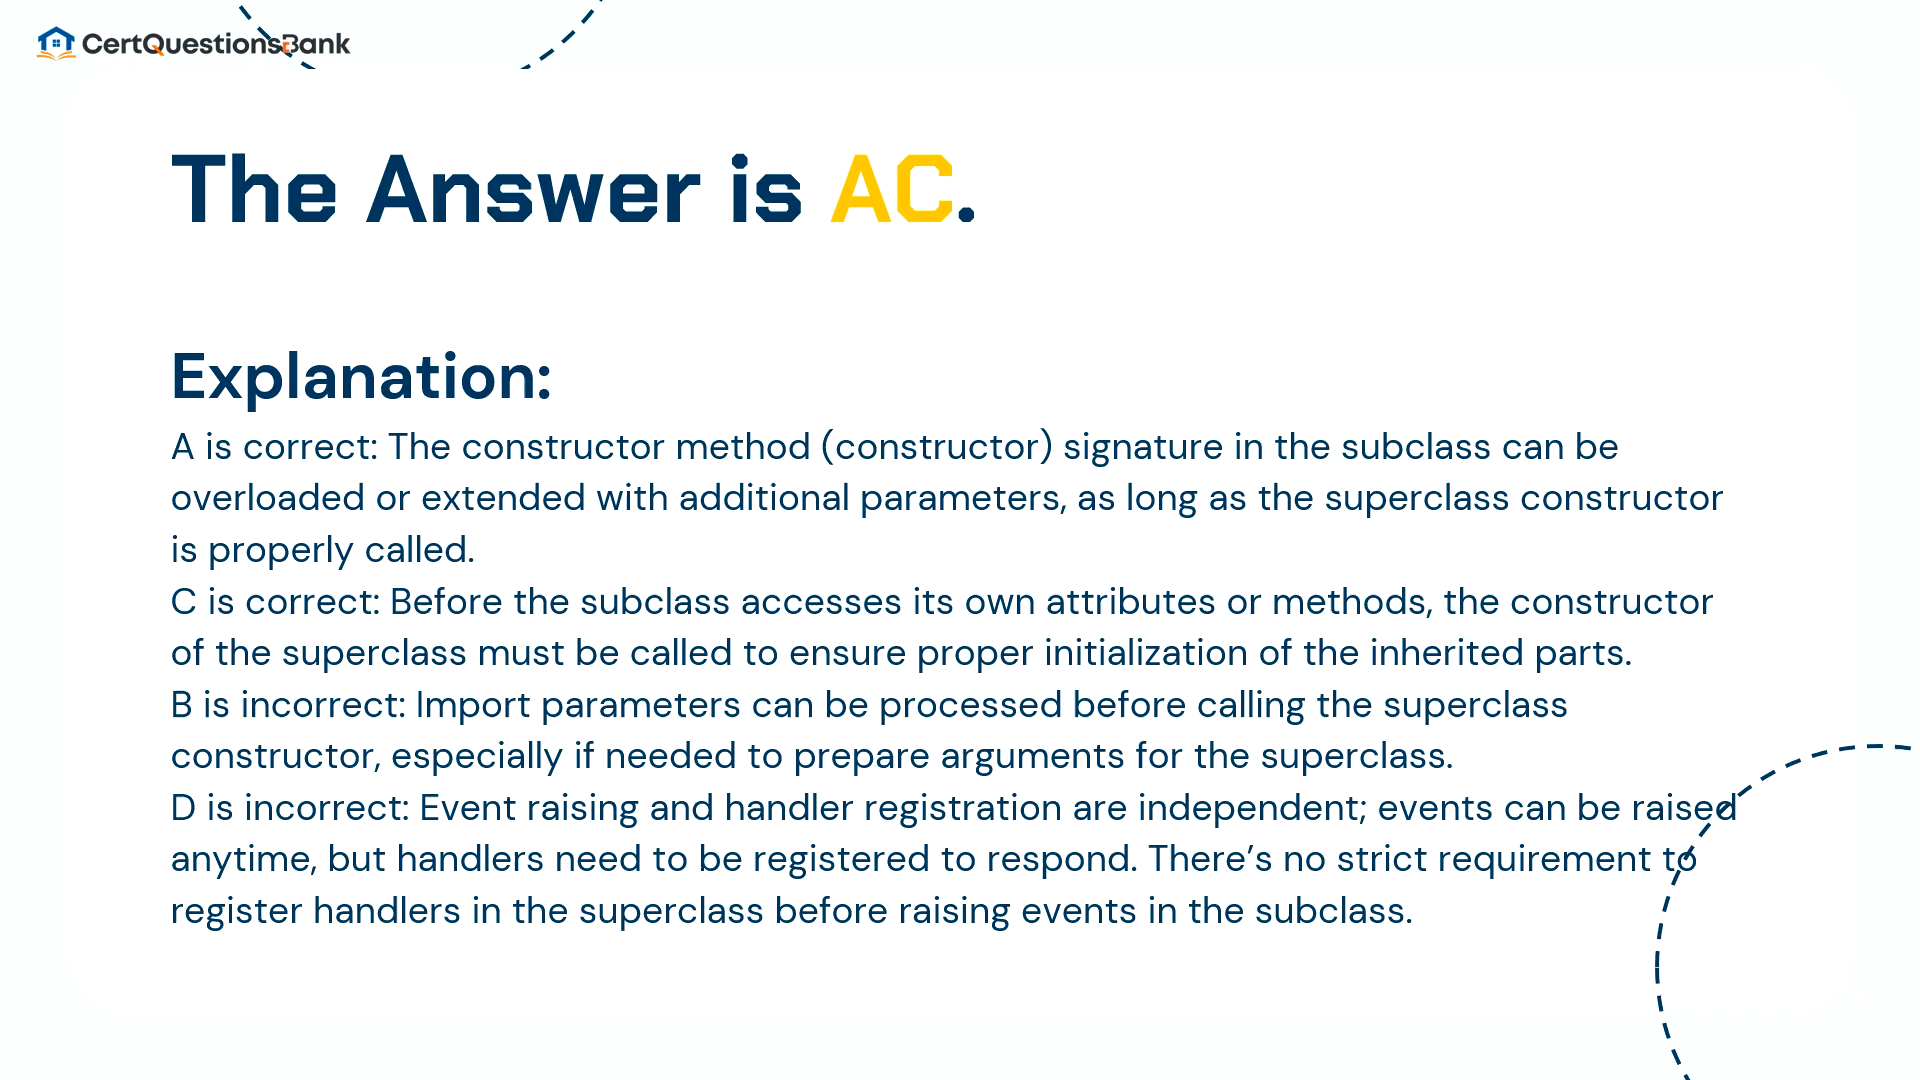 CertQuestionsBank
The Answer is AC.
Explanation:
A is correct: The constructor method (constructor) signature in the subclass can be
overloaded or extended with additional parameters, as long as the superclass constructor
is properly called.
C is correct: Before the subclass accesses its own attributes or methods, the constructor
of the superclass must be called to ensure proper initialization of the inherited parts.
B is incorrect: Import parameters can be processed before calling the superclass
constructor, especially if needed to prepare arguments for the superclass.
D is incorrect: Event raising and handler registration are independent; events can be raised
anytime, but handlers need to be registered to respond. There’s no strict requirement to
register handlers in the superclass before raising events in the subclass.